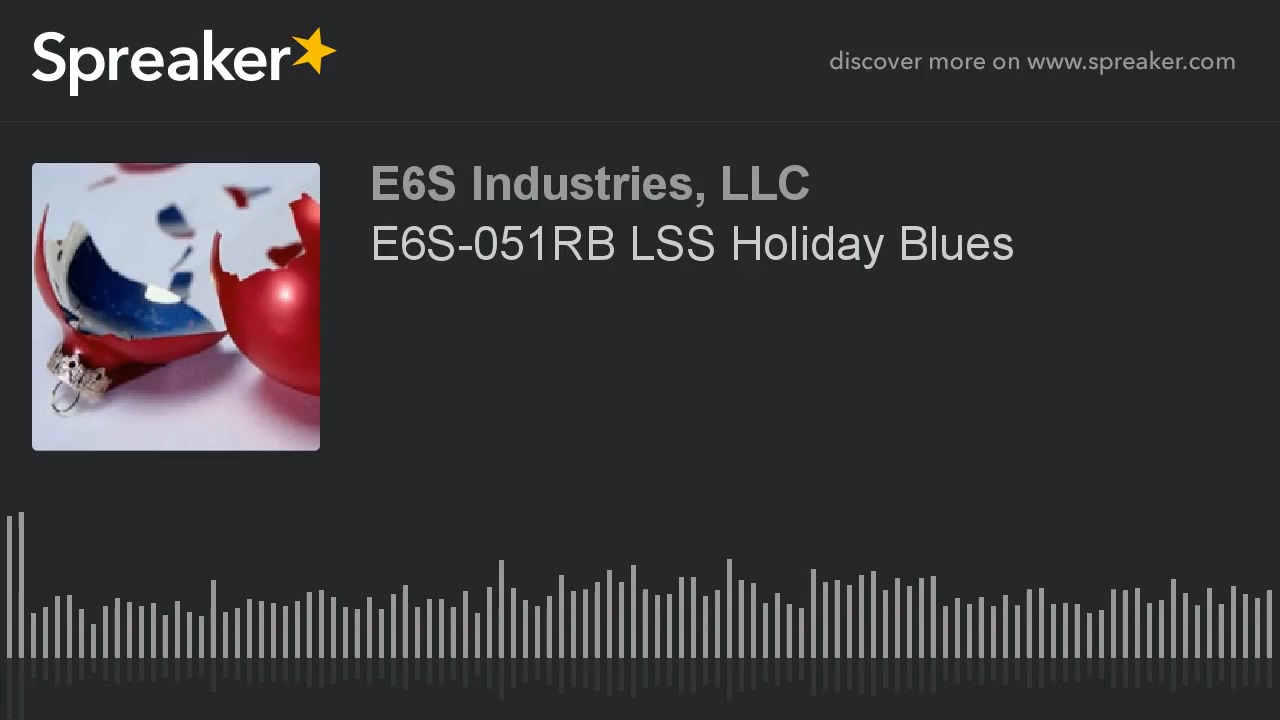 Spreaker
discover more on www.spreaker.com
E6S Industries, LLC
E6S-051RB LSS Holiday Blues